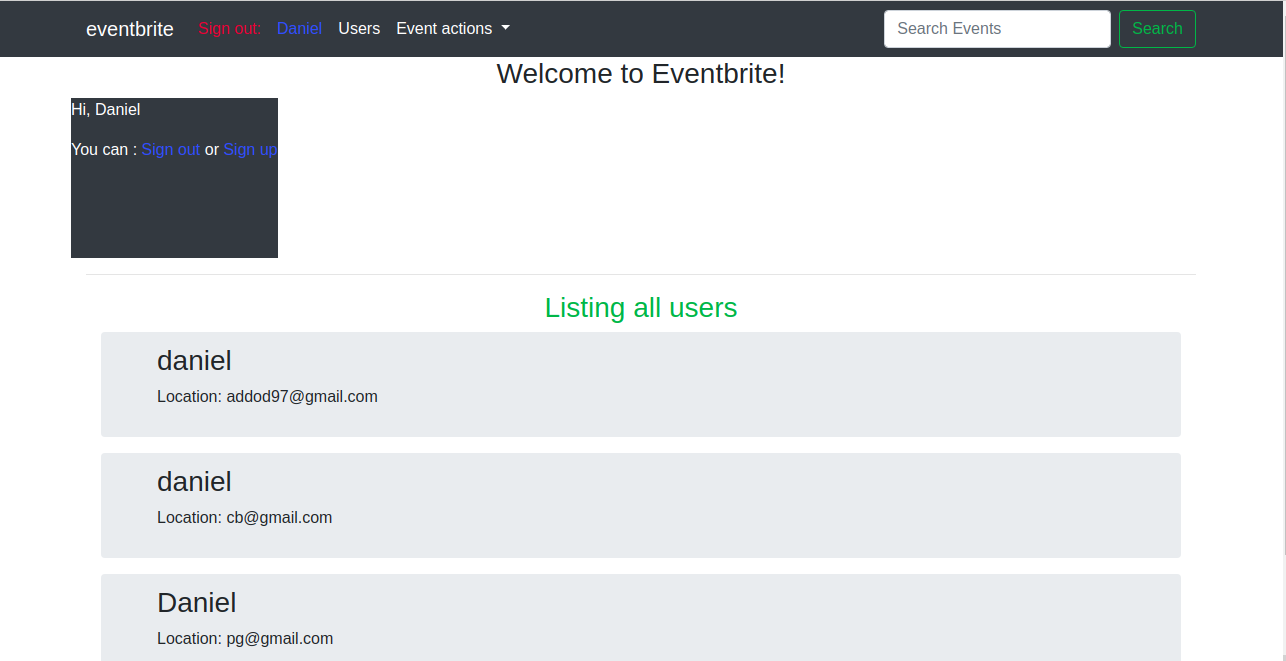 eventbrite Sign out: Daniel Users Event actions Search Events Search
Welcome to Eventbrite!
Hi, Daniel
You can : Sign out or Sign up
Listing all users
daniel
Location: addod97@gmail.com
daniel
Location: cb@gmail.com
Daniel
Location: pg@gmail.com